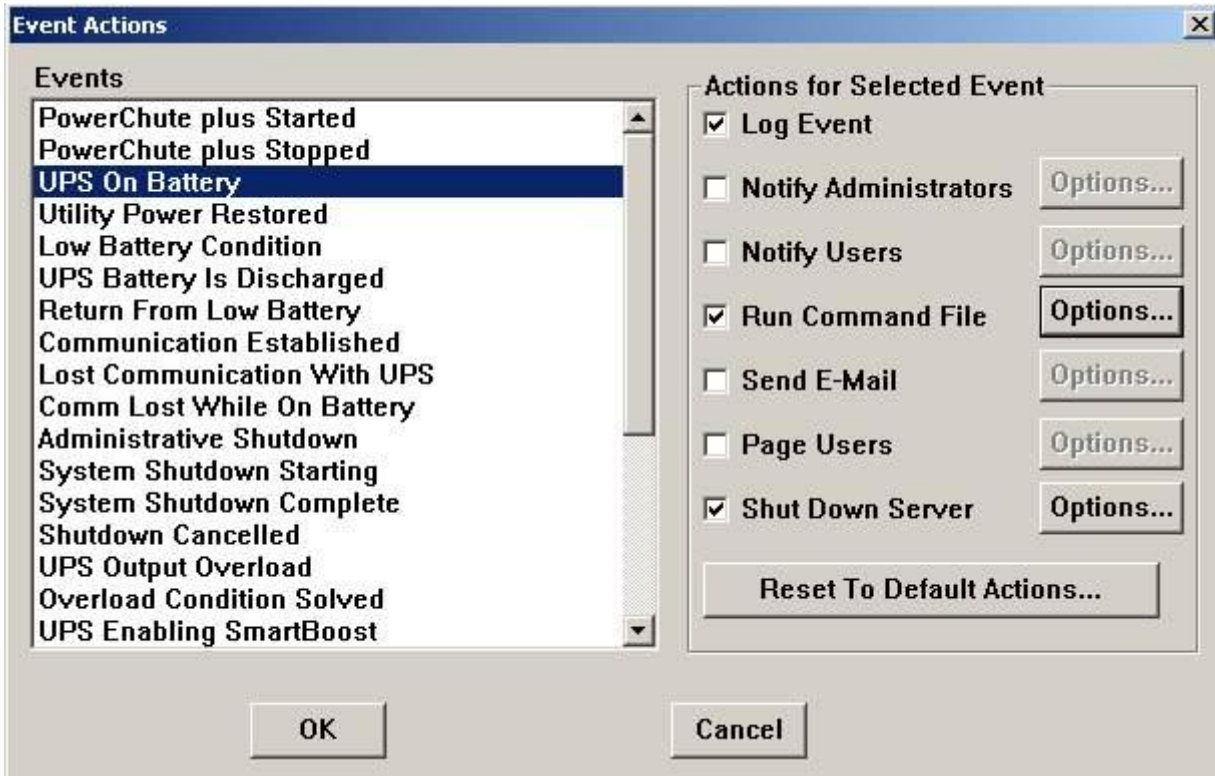 Event Actions
Events
PowerChute plus Started
PowerChute plus Stopped
UPS On Battery
Utility Power Restored
Low Battery Condition
UPS Battery Is Discharged
Return From Low Battery
Communication Established
Lost Communication With UPS
Comm Lost While On Battery
Administrative Shutdown
System Shutdown Starting
System Shutdown Complete
Shutdown Cancelled
UPS Output Overload
Overload Condition Solved
UPS Enabling SmartBoost
Actions for Selected Event
Log Event
Notify Administrators Options...
Notify Users Options...
Run Command File Options...
Send E-Mail Options...
Page Users Options...
Shut Down Server Options...
Reset To Default Actions...
OK Cancel